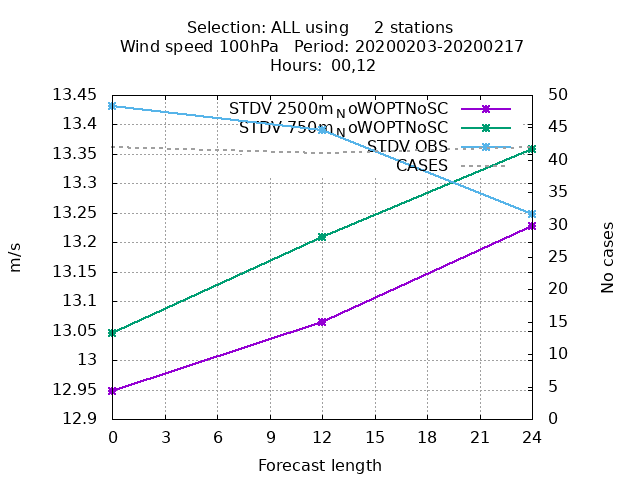 Selection: ALL using     2 stations
Wind speed 100hPa   Period: 20200203-20200217
Hours: 00,12
STDV 2500m_NoWOPTNoSC
STDV 750m_NoWOPTNoSC
STDV OBS
CASES
13.45
13.4
13.35
13.3
13.25
13.2
13.15
13.1
13.05
13
12.95
12.9
m/s
50
45
40
35
30
25
20
15
10
5
0
No cases
0 3 6 9 12 15 18 21 24
Forecast length